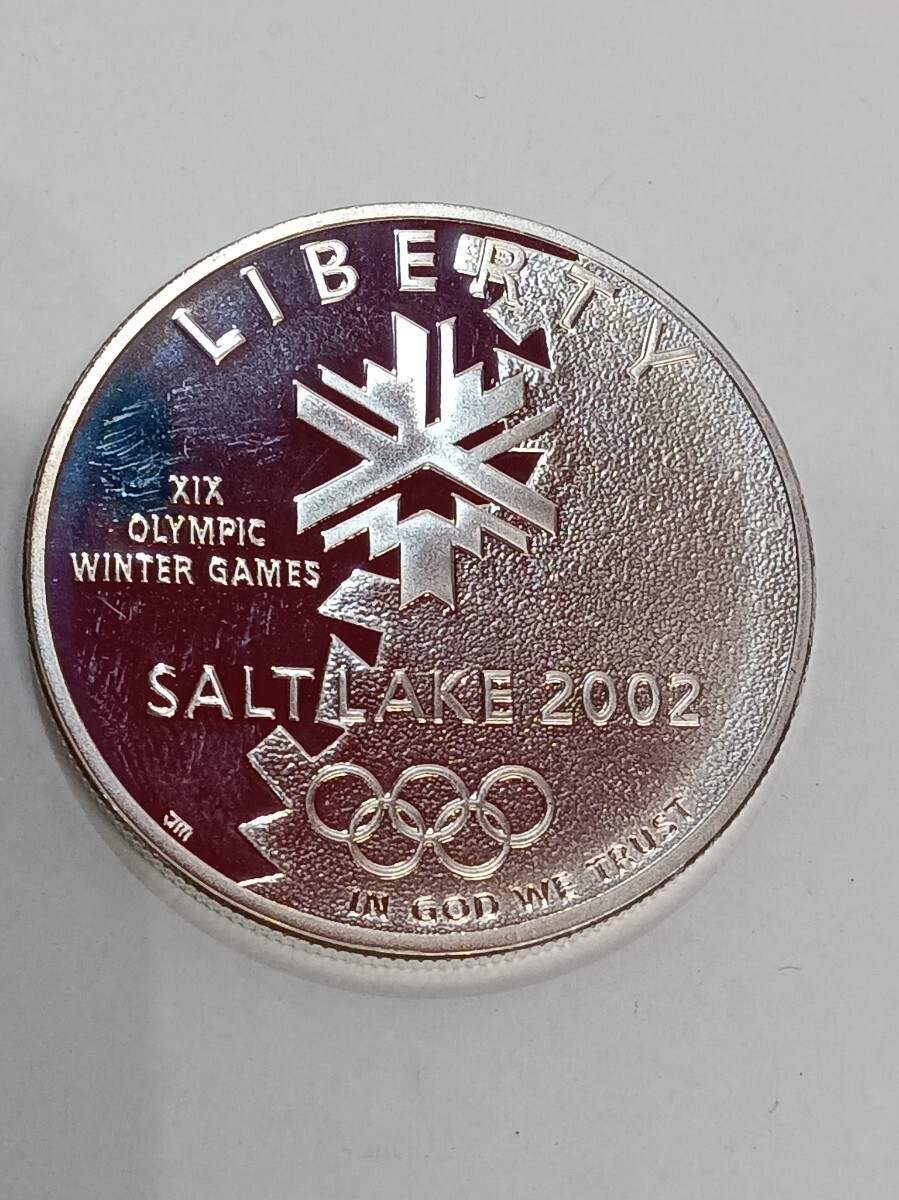 LIBERTY
XIX
OLYMPIC
WINTER GAMES
SALT LAKE 2002
IN GOD WE TRUST